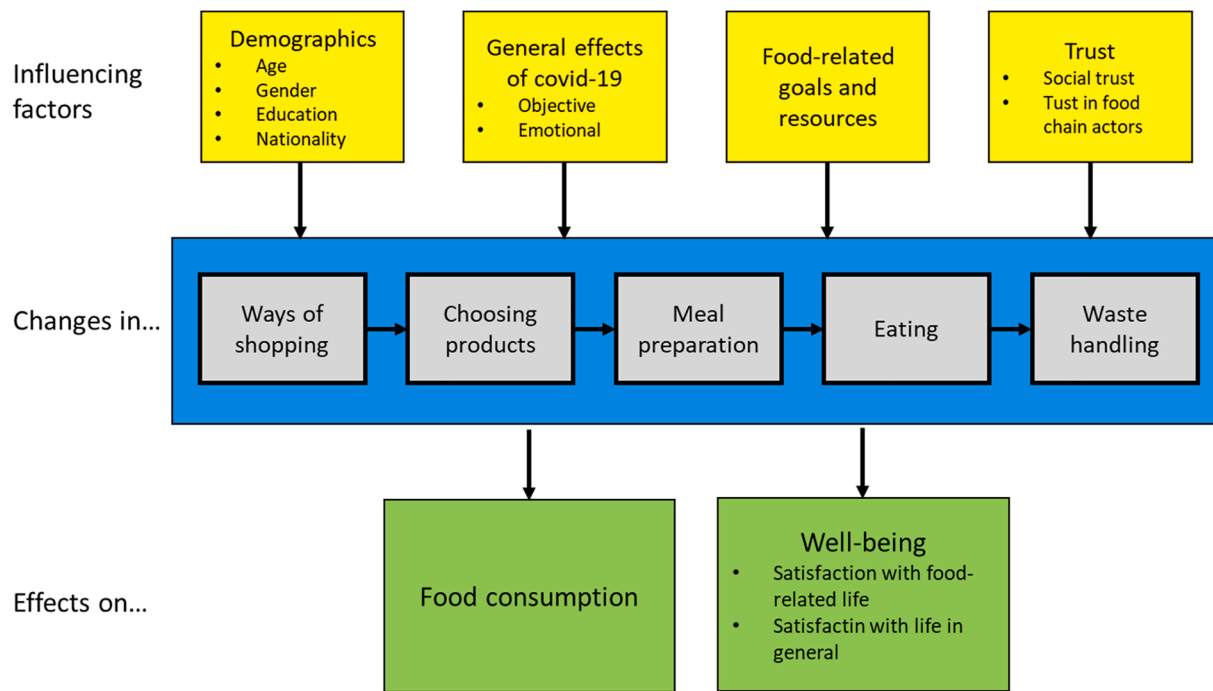 Influencing
factors
Demographics
• Age
• Gender
• Education
• Nationality
General effects
of covid-19
• Objective
• Emotional
Food-related
goals and
resources
Trust
• Social trust
• Tust in food
chain actors
Changes in...
Ways of
shopping
Choosing
products
Meal
preparation
Eating
Waste
handling
Effects on...
Food consumption
Well-being
• Satisfaction with food-
related life
• Satisfactin with life in
general